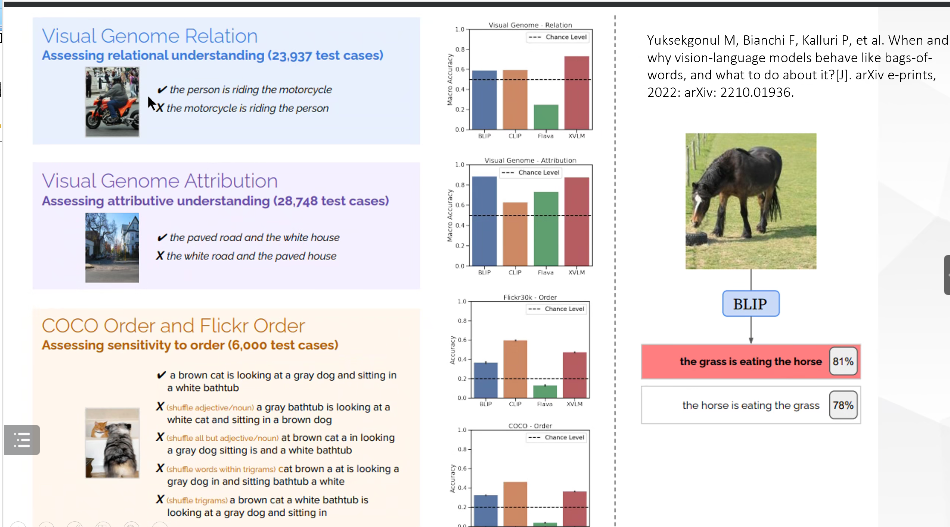 Visual Genome Relation
Assessing relational understanding (23,937 test cases)
✔ the person is riding the motorcycle
X the motorcycle is riding the person
Visual Genome Attribution
Assessing attributive understanding (28,748 test cases)
✔ the paved road and the white house
X the white road and the paved house
COCO Order and Flickr Order
Assessing sensitivity to order (6,000 test cases)
✔ a brown cat is looking at a gray dog and sitting in
a white bathtub
X (shuffle adjective/noun) a gray bathtub is looking at a
white cat and sitting in a brown dog
X (shuffle all but adjective/noun) at brown cat a in looking
a gray dog sitting is and a white bathtub
X (shuffle words within trigrams) cat brown a at is looking a
gray dog in and sitting bathtub a white
X (shuffle trigrams) a brown cat a white bathtub is
looking at a gray dog and sitting in
Visual Genome - Relation
Chance Level
Macro Accuracy
1.0
0.8
0.6
0.4
0.2
0.0
BLIP CLIP Flava XVLM
Visual Genome - Attribution
Chance Level
Macro Accuracy
1.0
0.8
0.6
0.4
0.2
0.0
BLIP CLIP Flava XVLM
Flickr30k - Order
Chance Level
Accuracy
1.0
0.8
0.6
0.4
0.2
0.0
BLIP CLIP Flava XVLM
COCO - Order
Chance Level
Accuracy
1.0
0.8
0.6
0.4
0.2
Yuksekgonul M, Bianchi F, Kalluri P, et al. When and
why vision-language models behave like bags-of-
words, and what to do about it?[J]. arXiv e-prints,
2022: arXiv: 2210.01936.
BLIP
the grass is eating the horse 81%
the horse is eating the grass 78%